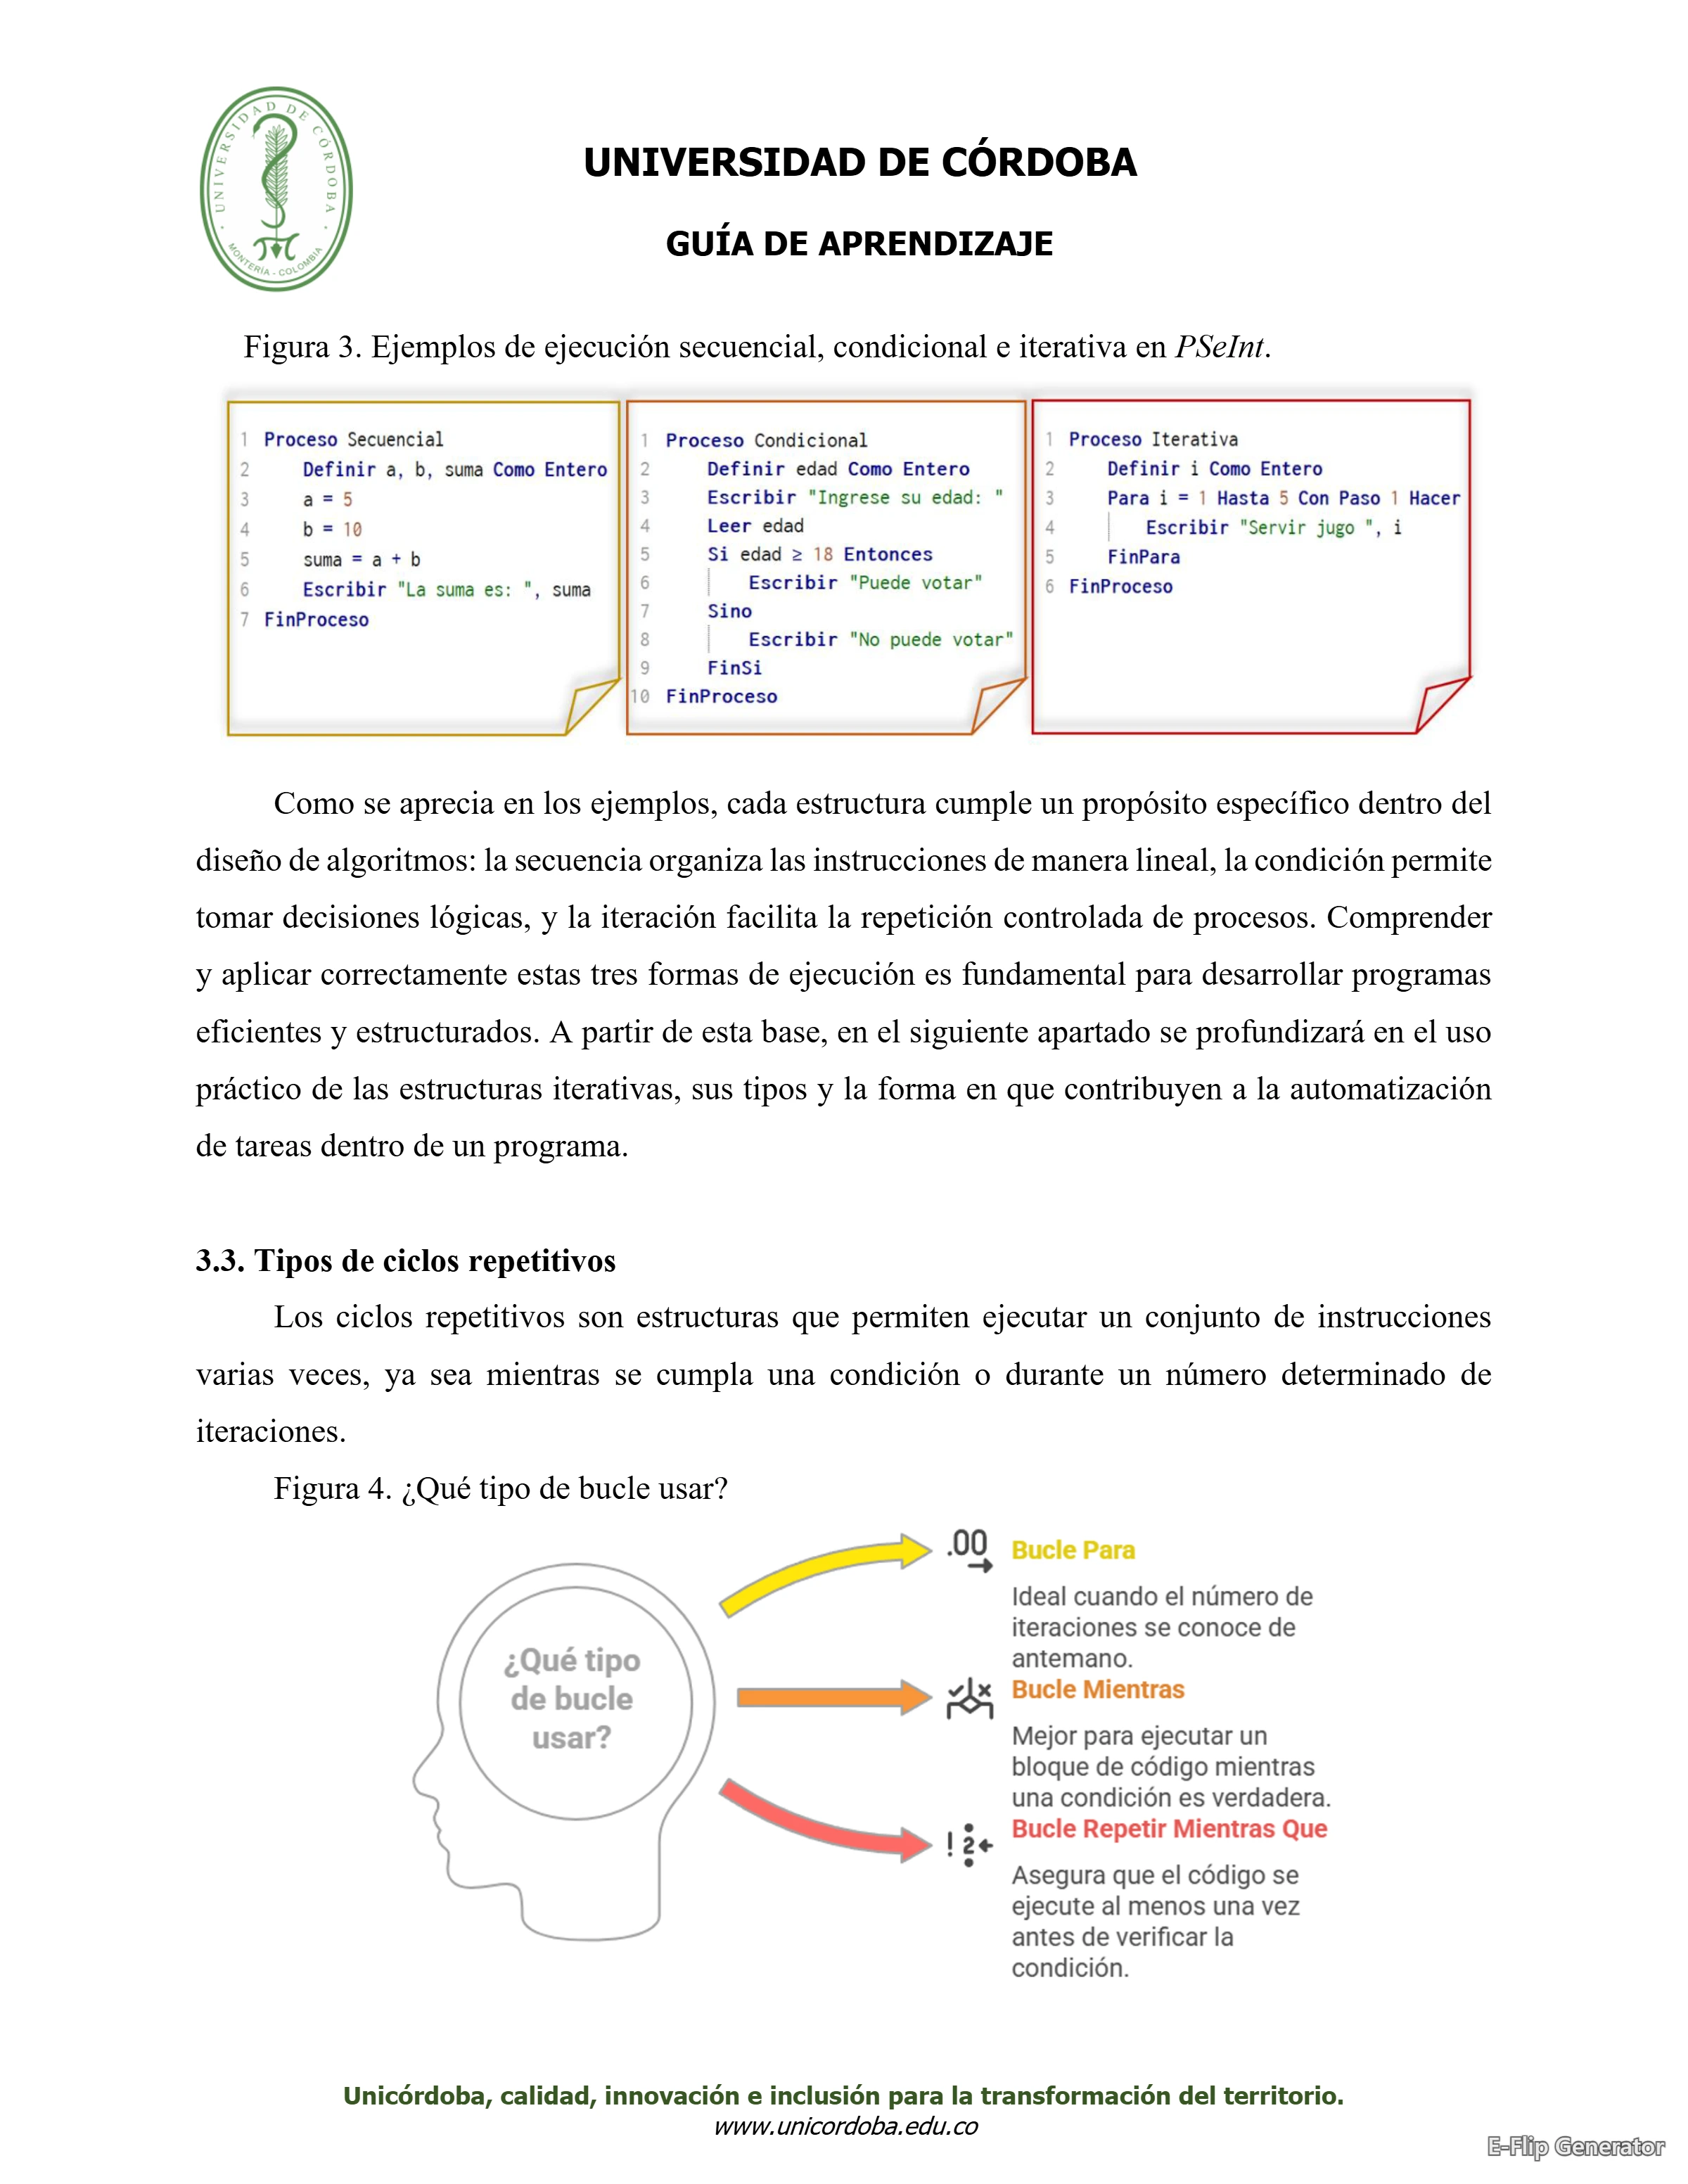 UNIVERSIDAD DE CÓRDOBA
MONTERÍA - COLOMBIA
UNIVERSIDAD DE CÓRDOBA
GUÍA DE APRENDIZAJE
Figura 3. Ejemplos de ejecución secuencial, condicional e iterativa en PSeInt.
1 Proceso Secuencial
2 Definir a, b, suma Como Entero
3 a = 5
4 b = 10
5 suma = a + b
6 Escribir "La suma es: ", suma
7 FinProceso
1 Proceso Condicional
2 Definir edad Como Entero
3 Escribir "Ingrese su edad: "
4 Leer edad
5 Si edad ≥ 18 Entonces
6 Escribir "Puede votar"
7 Sino
8 Escribir "No puede votar"
9 FinSi
10 FinProceso
1 Proceso Iterativa
2 Definir i Como Entero
3 Para i = 1 Hasta 5 Con Paso 1 Hacer
4 Escribir "Servir jugo ", i
5 FinPara
6 FinProceso
Como se aprecia en los ejemplos, cada estructura cumple un propósito específico dentro del
diseño de algoritmos: la secuencia organiza las instrucciones de manera lineal, la condición permite
tomar decisiones lógicas, y la iteración facilita la repetición controlada de procesos. Comprender
y aplicar correctamente estas tres formas de ejecución es fundamental para desarrollar programas
eficientes y estructurados. A partir de esta base, en el siguiente apartado se profundizará en el uso
práctico de las estructuras iterativas, sus tipos y la forma en que contribuyen a la automatización
de tareas dentro de un programa.
3.3. Tipos de ciclos repetitivos
Los ciclos repetitivos son estructuras que permiten ejecutar un conjunto de instrucciones
varias veces, ya sea mientras se cumpla una condición o durante un número determinado de
iteraciones.
Figura 4. ¿Qué tipo de bucle usar?
¿Qué tipo
de bucle
usar?
.00
Bucle Para
Ideal cuando el número de
iteraciones se conoce de
antemano.
Bucle Mientras
Mejor para ejecutar un
bloque de código mientras
una condición es verdadera.
! 2
Bucle Repetir Mientras Que
Asegura que el código se
ejecute al menos una vez
antes de verificar la
condición.
Unicórdoba, calidad, innovación e inclusión para la transformación del territorio.
www.unicordoba.edu.co
E-Flip Generator